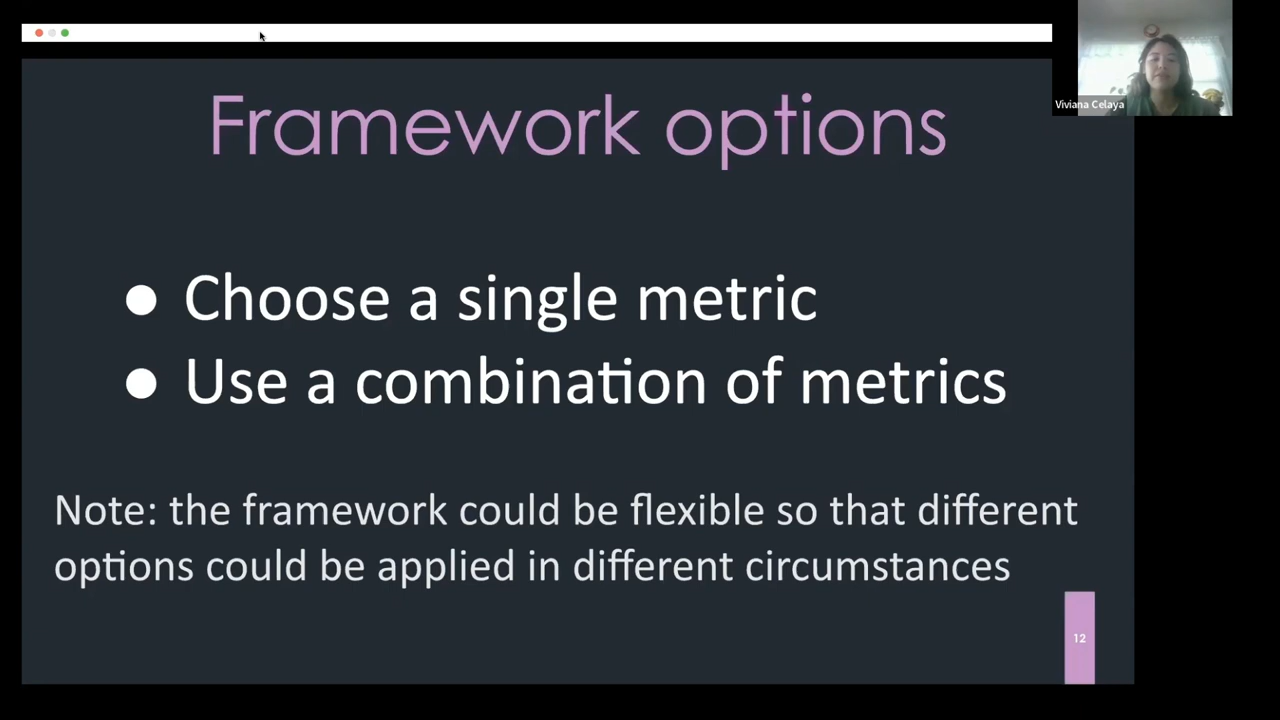 Framework options
Viviana Celaya
● Choose a single metric
● Use a combination of metrics
Note: the framework could be flexible so that different
options could be applied in different circumstances
12